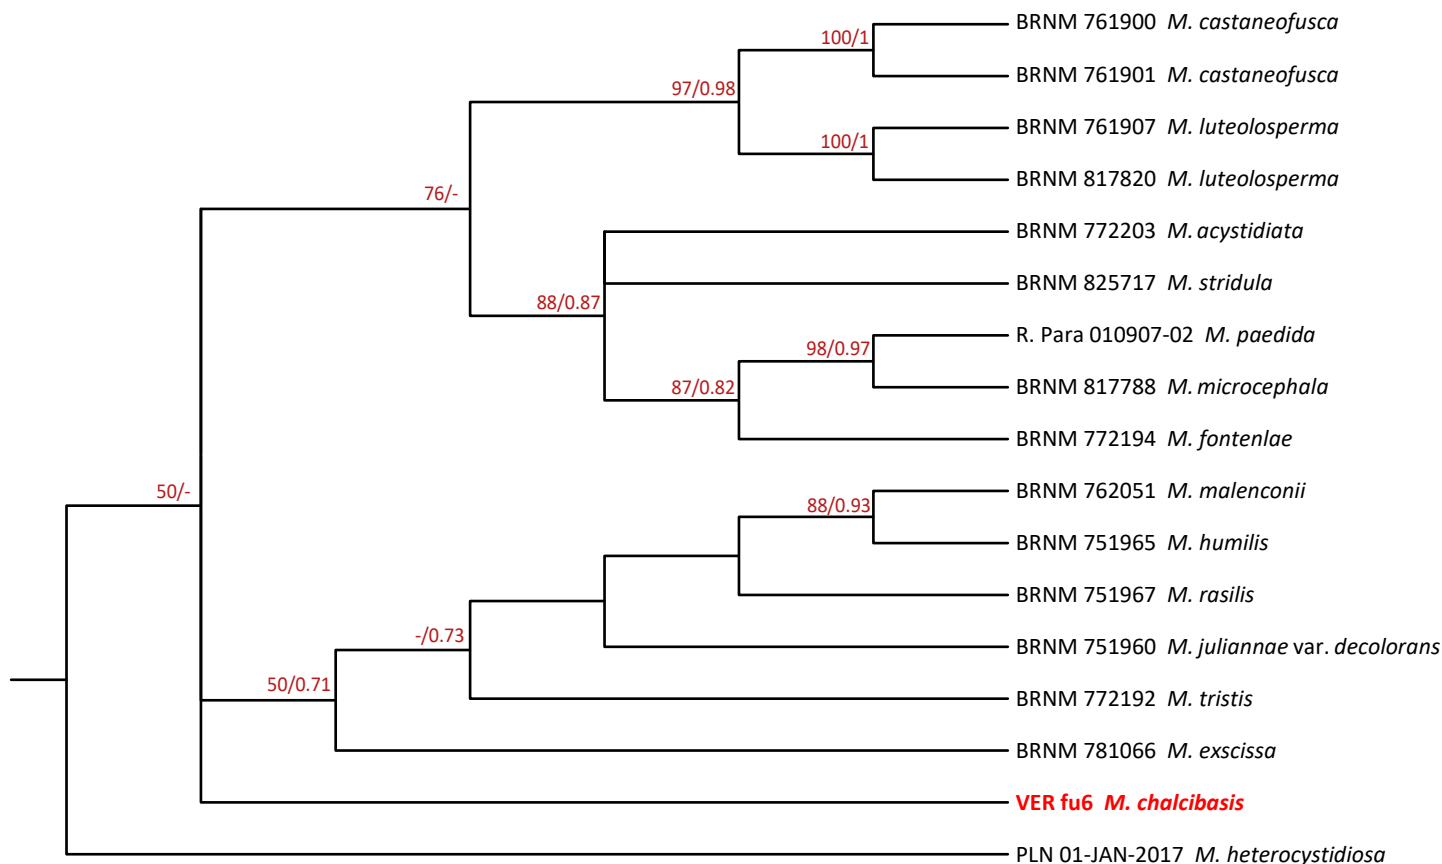 BRNM 761900 M. castaneofusca
100/1
BRNM 761901 M. castaneofusca
97/0.98
BRNM 761907 M. luteolosperma
100/1
BRNM 817820 M. luteolosperma
76/-
BRNM 772203 M. acystidiata
BRNM 825717 M. stridula
88/0.87
R. Para 010907-02 M. paedida
98/0.97
BRNM 817788 M. microcephala
87/0.82
BRNM 772194 M. fontenlae
50/-
BRNM 762051 M. malenconii
88/0.93
BRNM 751965 M. humilis
BRNM 751967 M. rasilis
-/0.73
BRNM 751960 M. juliannae var. decolorans
50/0.71
BRNM 772192 M. tristis
BRNM 781066 M. exscissa
VER fu6 M. chalcibasis
PLN 01-JAN-2017 M. heterocystidiosa